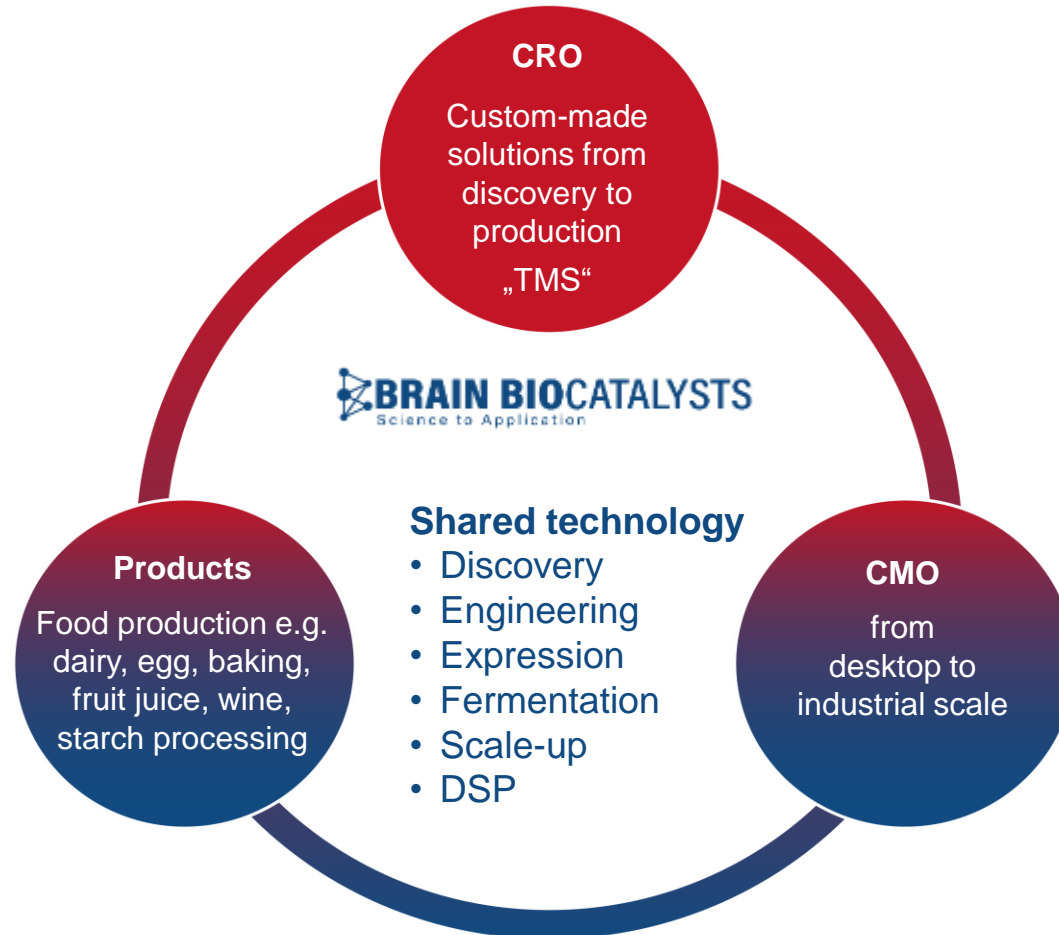 CRO
Custom-made
solutions from
discovery to
production
„TMS“
BRAIN BIOCATALYSTS
Science to Application
Shared technology
• Discovery
• Engineering
• Expression
• Fermentation
• Scale-up
• DSP
Products
Food production e.g.
dairy, egg, baking,
fruit juice, wine,
starch processing
CMO
from
desktop to
industrial scale